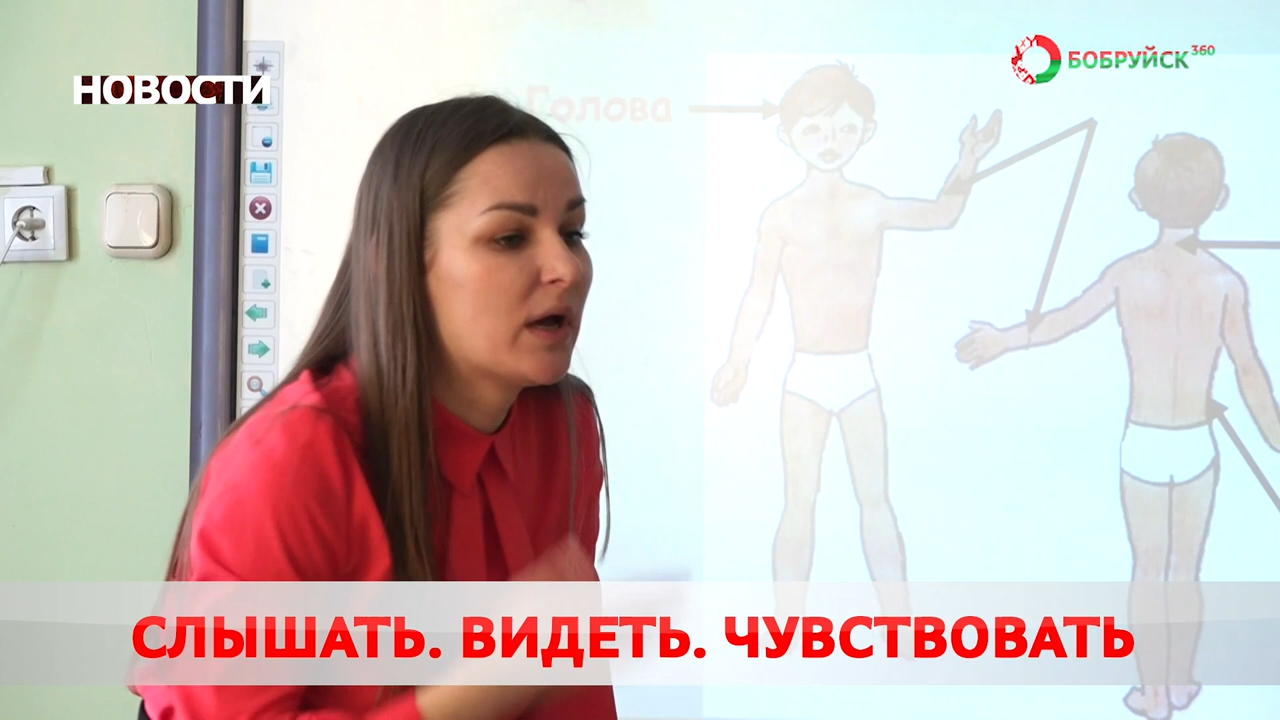 НОВОСТИ
БОБРУЙСК 360
Голова
СЛЫШАТЬ. ВИДЕТЬ. ЧУВСТВОВАТЬ